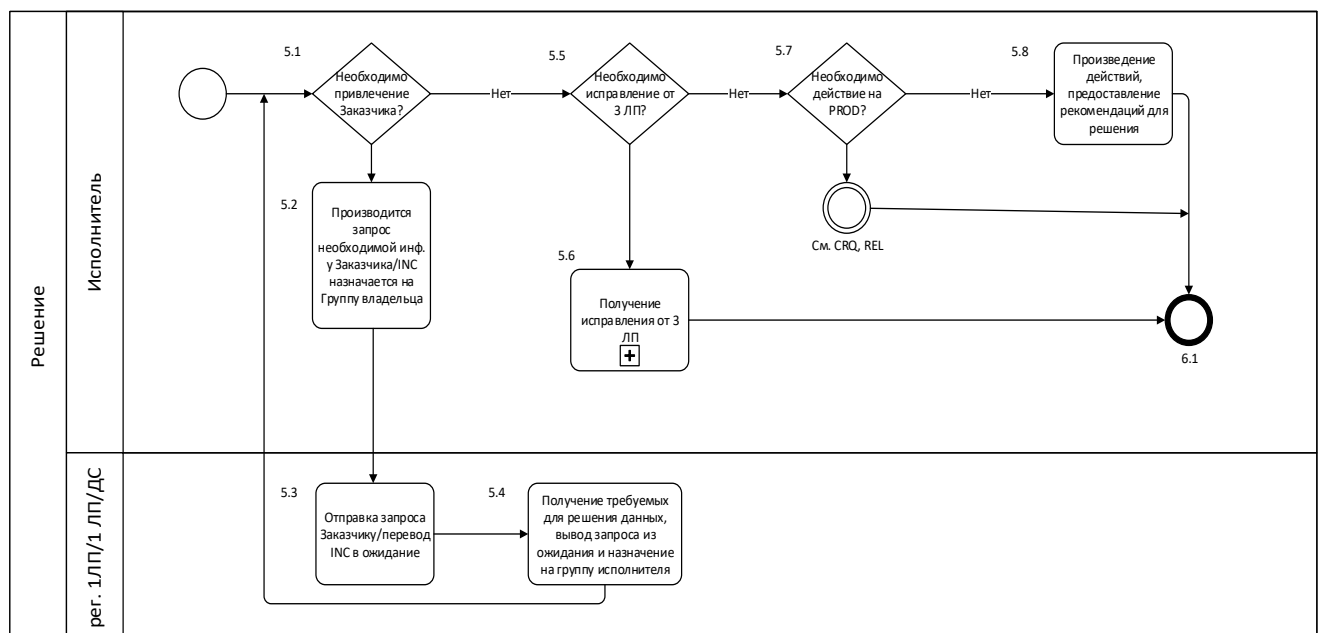 Решение
Исполнитель
5.1
Необходимо
привлечение
Заказчика?
Нет
5.5
Необходимо
исправление от
3 ЛП?
Нет
5.7
Необходимо
действие на
PROD?
Нет
5.8
Произведение
действий,
предоставление
рекомендаций для
решения
5.2
Производится
запрос
необходимой инф.
у Заказчика/INC
назначается на
Группу владельца
См. CRQ, REL
5.6
Получение
исправления от 3
ЛП
6.1
рег. 1ЛП/1 ЛП/ДС
5.3
Отправка запроса
Заказчику/перевод
INC в ожидание
5.4
Получение требуемых
для решения данных,
вывод запроса из
ожидания и назначение
на группу исполнителя